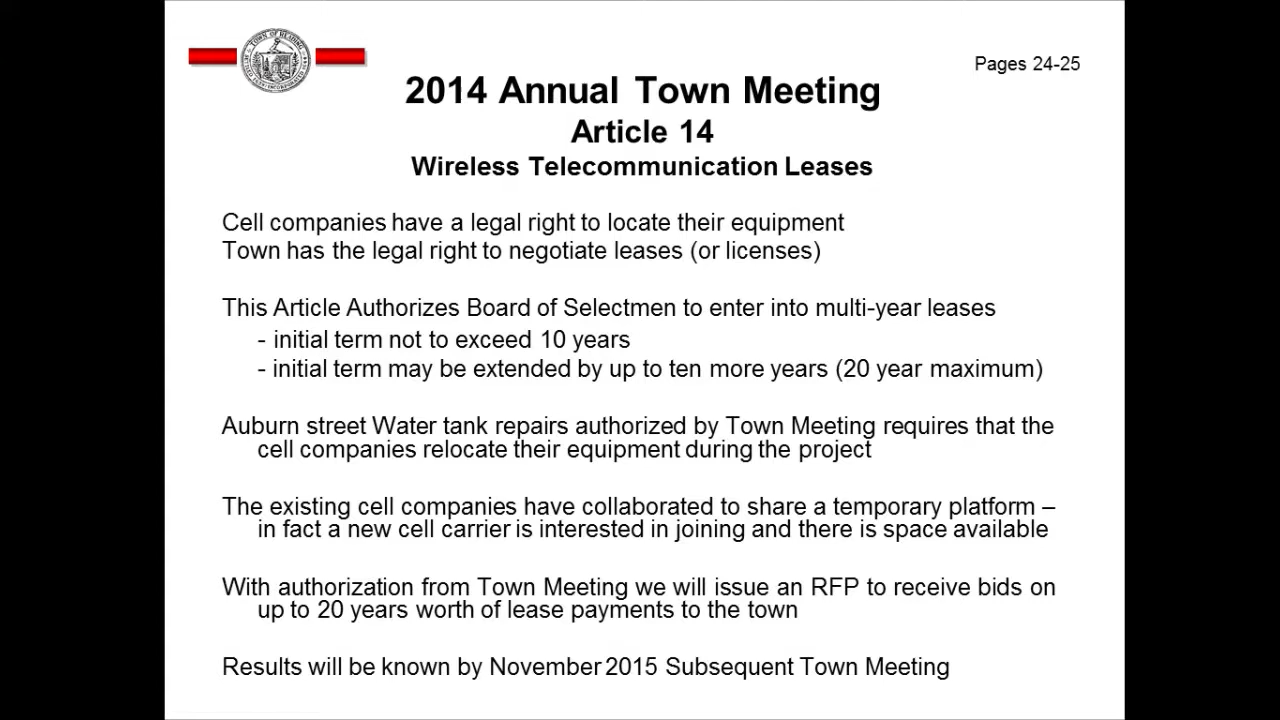 TOWN OF READING
Pages 24-25
2014 Annual Town Meeting
Article 14
Wireless Telecommunication Leases
Cell companies have a legal right to locate their equipment
Town has the legal right to negotiate leases (or licenses)
This Article Authorizes Board of Selectmen to enter into multi-year leases
- initial term not to exceed 10 years
- initial term may be extended by up to ten more years (20 year maximum)
Auburn street Water tank repairs authorized by Town Meeting requires that the
cell companies relocate their equipment during the project
The existing cell companies have collaborated to share a temporary platform –
in fact a new cell carrier is interested in joining and there is space available
With authorization from Town Meeting we will issue an RFP to receive bids on
up to 20 years worth of lease payments to the town
Results will be known by November 2015 Subsequent Town Meeting